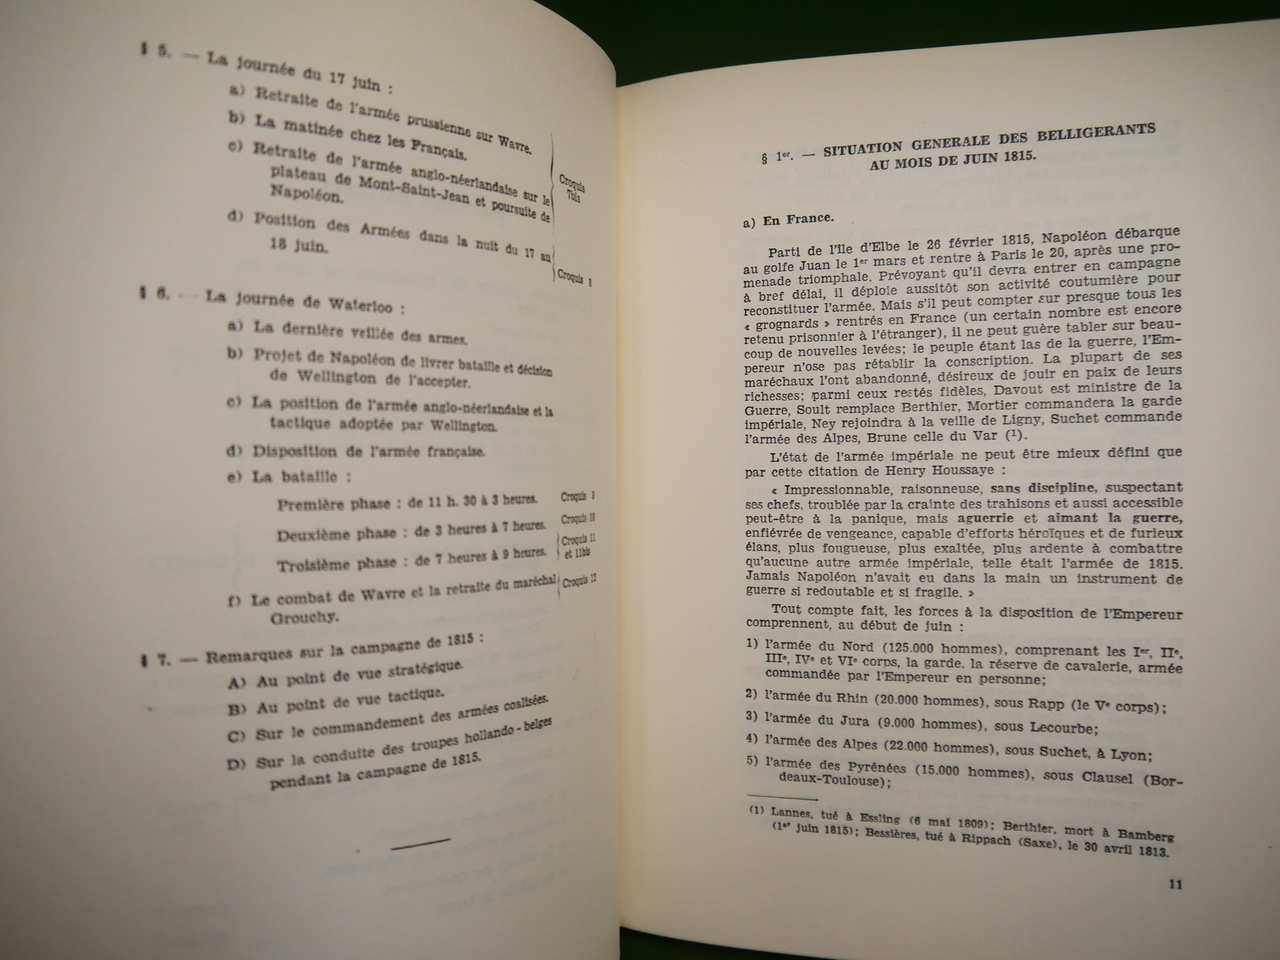 § 5. — La journée du 17 juin :
a) Retraite de l'armée prussienne sur Wavre.
b) La matinée chez les Français.
c) Retraite de l'armée anglo-néerlandaise sur le
plateau de Mont-Saint-Jean et poursuite de
Napoléon.
Croquis
7bis
d) Position des Armées dans la nuit du 17 au
18 juin.
Croquis 8
§ 6. — La journée de Waterloo :
a) La dernière veillée des armes.
b) Projet de Napoléon de livrer bataille et décision
de Wellington de l'accepter.
c) La position de l'armée anglo-néerlandaise et la
tactique adoptée par Wellington.
d) Disposition de l'armée française.
e) La bataille :
Première phase : de 11 h. 30 à 3 heures. Croquis 9
Deuxième phase : de 3 heures à 7 heures. Croquis 10
Troisième phase : de 7 heures à 9 heures. Croquis 11
et 11bis
f) Le combat de Wavre et la retraite du maréchal Croquis 12
Grouchy.
§ 7. — Remarques sur la campagne de 1815 :
A) Au point de vue stratégique.
B) Au point de vue tactique.
C) Sur le commandement des armées coalisées.
D) Sur la conduite des troupes hollando-belges
pendant la campagne de 1815.
§ 1er. — SITUATION GENERALE DES BELLIGERANTS
AU MOIS DE JUIN 1815.
a) En France.
Parti de l'île d'Elbe le 26 février 1815, Napoléon débarque
au golfe Juan le 1er mars et rentre à Paris le 20, après une pro-
menade triomphale. Prévoyant qu'il devra entrer en campagne
à bref délai, il déploie aussitôt son activité coutumière pour
reconstituer l'armée. Mais s'il peut compter sur presque tous les
« grognards » rentrés en France (un certain nombre est encore
retenu prisonnier à l'étranger), il ne peut guère tabler sur beau-
coup de nouvelles levées; le peuple étant las de la guerre, l'Em-
pereur n'ose pas rétablir la conscription. La plupart de ses
maréchaux l'ont abandonné, désireux de jouir en paix de leurs
richesses; parmi ceux restés fidèles, Davout est ministre de la
Guerre, Soult remplace Berthier, Mortier commandera la garde
impériale, Ney rejoindra à la veille de Ligny, Suchet commande
l'armée des Alpes, Brune celle du Var (1).
L'état de l'armée impériale ne peut être mieux défini que
par cette citation de Henry Houssaye :
« Impressionnable, raisonneuse, sans discipline, suspectant
ses chefs, troublée par la crainte des trahisons et aussi accessible
peut-être à la panique, mais aguerrie et aimant la guerre,
enfiévrée de vengeance, capable d'efforts héroïques et de furieux
élans, plus fougueuse, plus exaltée, plus ardente à combattre
qu'aucune autre armée impériale, telle était l'armée de 1815.
Jamais Napoléon n'avait eu dans la main un instrument de
guerre si redoutable et si fragile. »
Tout compte fait, les forces à la disposition de l'Empereur
comprennent, au début de juin :
1) l'armée du Nord (125.000 hommes), comprenant les Ier, IIe,
IIIe, IVe et VIe corps, la garde, la réserve de cavalerie, armée
commandée par l'Empereur en personne;
2) l'armée du Rhin (20.000 hommes), sous Rapp (le Ve corps);
3) l'armée du Jura (9.000 hommes), sous Lecourbe;
4) l'armée des Alpes (22.000 hommes), sous Suchet, à Lyon;
5) l'armée des Pyrénées (15.000 hommes), sous Clausel (Bor-
deaux-Toulouse);
(1) Lannes, tué à Essling (6 mai 1809); Berthier, mort à Bamberg
(1er juin 1815); Bessières, tué à Rippach (Saxe), le 30 avril 1813.
11